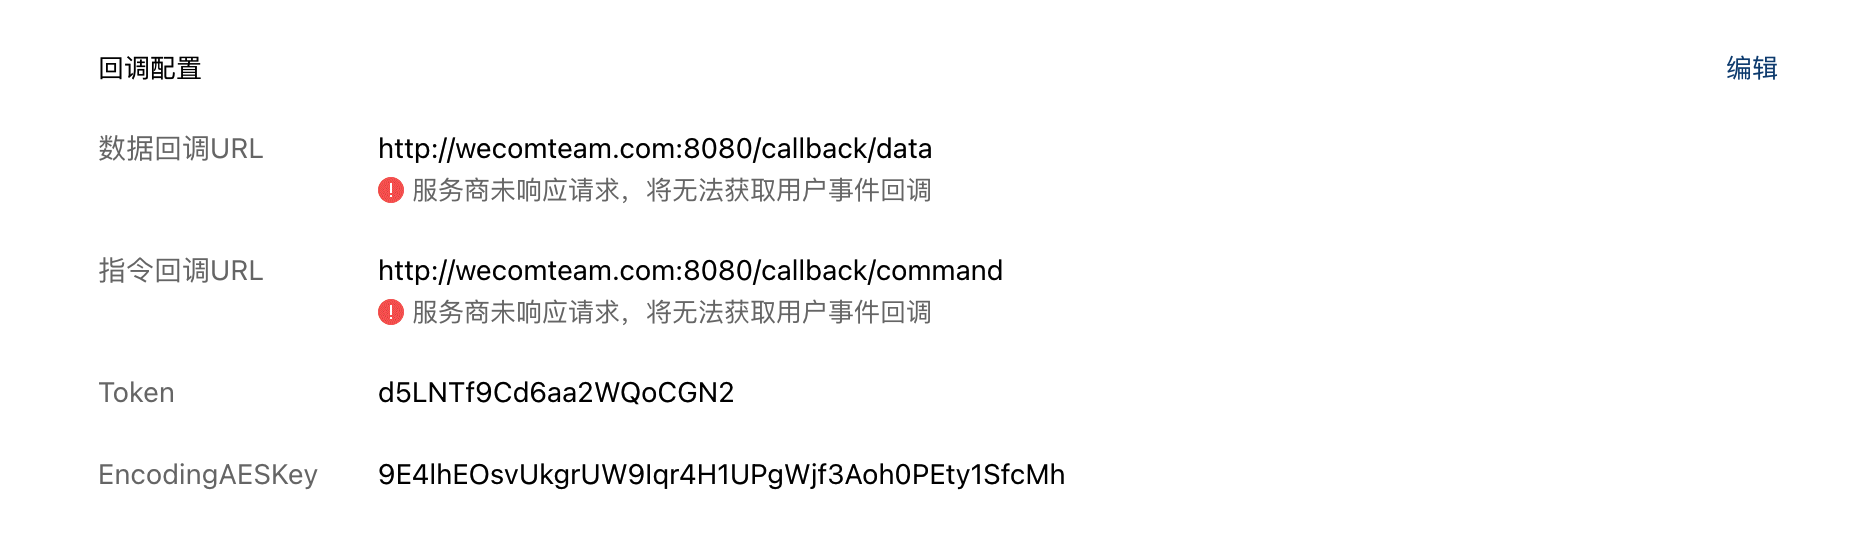 回调配置
编辑
数据回调URL
http://wecomteam.com:8080/callback/data
服务商未响应请求，将无法获取用户事件回调
指令回调URL
http://wecomteam.com:8080/callback/command
服务商未响应请求，将无法获取用户事件回调
Token
d5LNTf9Cd6aa2WQoCGN2
EncodingAESKey
9E4lhEOsvUkgrUW9Iqr4H1UPgWjf3Aoh0PEty1SfcMh